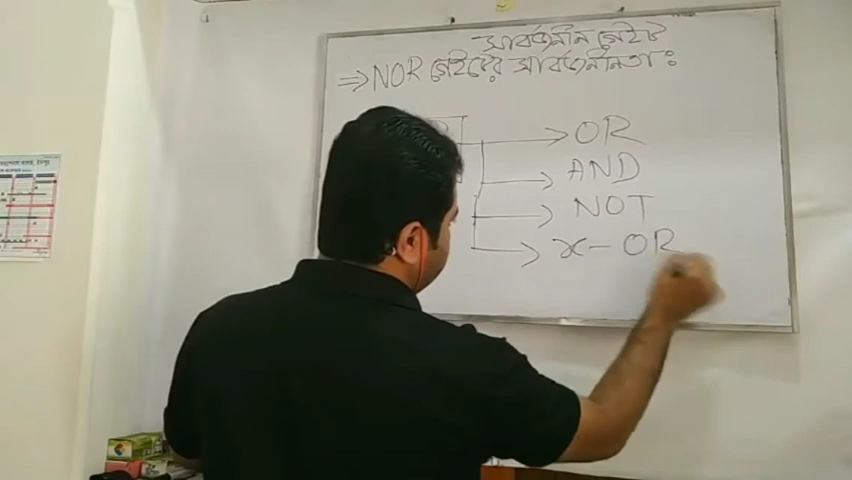 সার্বজনীন গেইট
⇒ NOR গেইটের সার্বজনীনতা :
OR
AND
NOT
X - OR